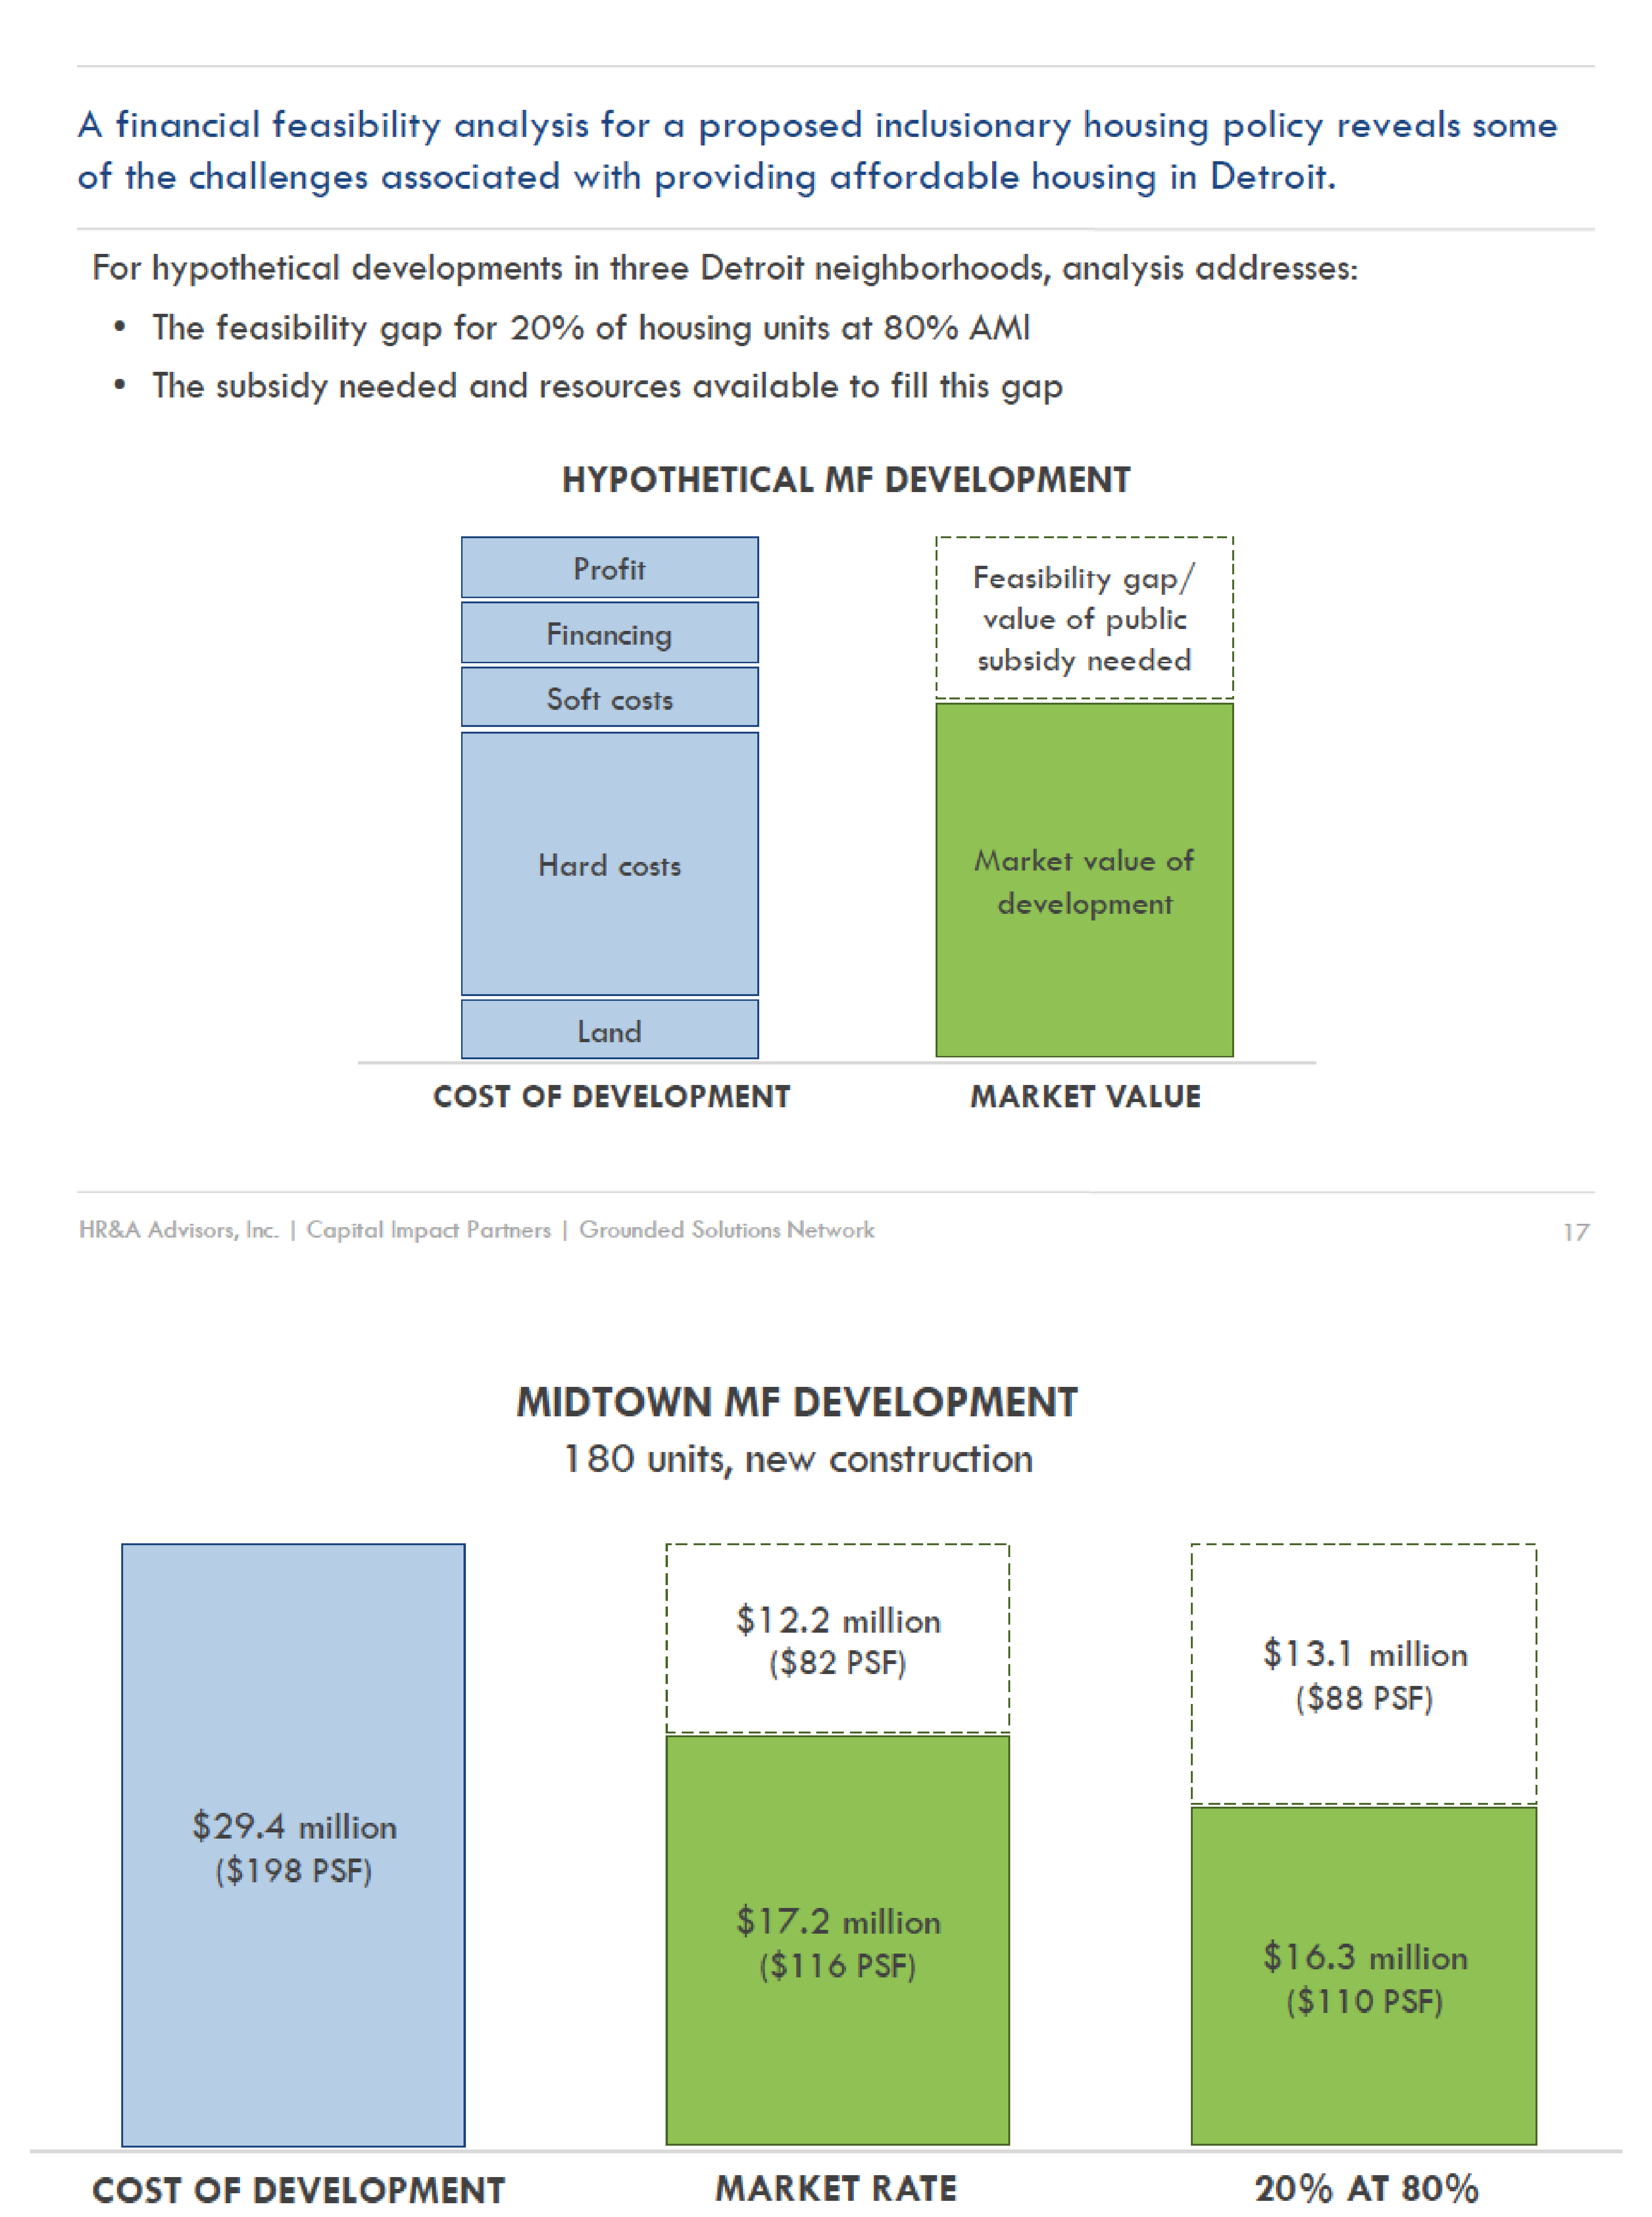 A financial feasibility analysis for a proposed inclusionary housing policy reveals some
of the challenges associated with providing affordable housing in Detroit.
For hypothetical developments in three Detroit neighborhoods, analysis addresses:
• The feasibility gap for 20% of housing units at 80% AMI
• The subsidy needed and resources available to fill this gap
HYPOTHETICAL MF DEVELOPMENT
Profit
Financing
Soft costs
Hard costs
Land
Feasibility gap/
value of public
subsidy needed
Market value of
development
COST OF DEVELOPMENT
MARKET VALUE
HR&A Advisors, Inc. | Capital Impact Partners | Grounded Solutions Network
17
MIDTOWN MF DEVELOPMENT
180 units, new construction
$29.4 million
($198 PSF)
$12.2 million
($82 PSF)
$17.2 million
($116 PSF)
$13.1 million
($88 PSF)
$16.3 million
($110 PSF)
COST OF DEVELOPMENT
MARKET RATE
20% AT 80%